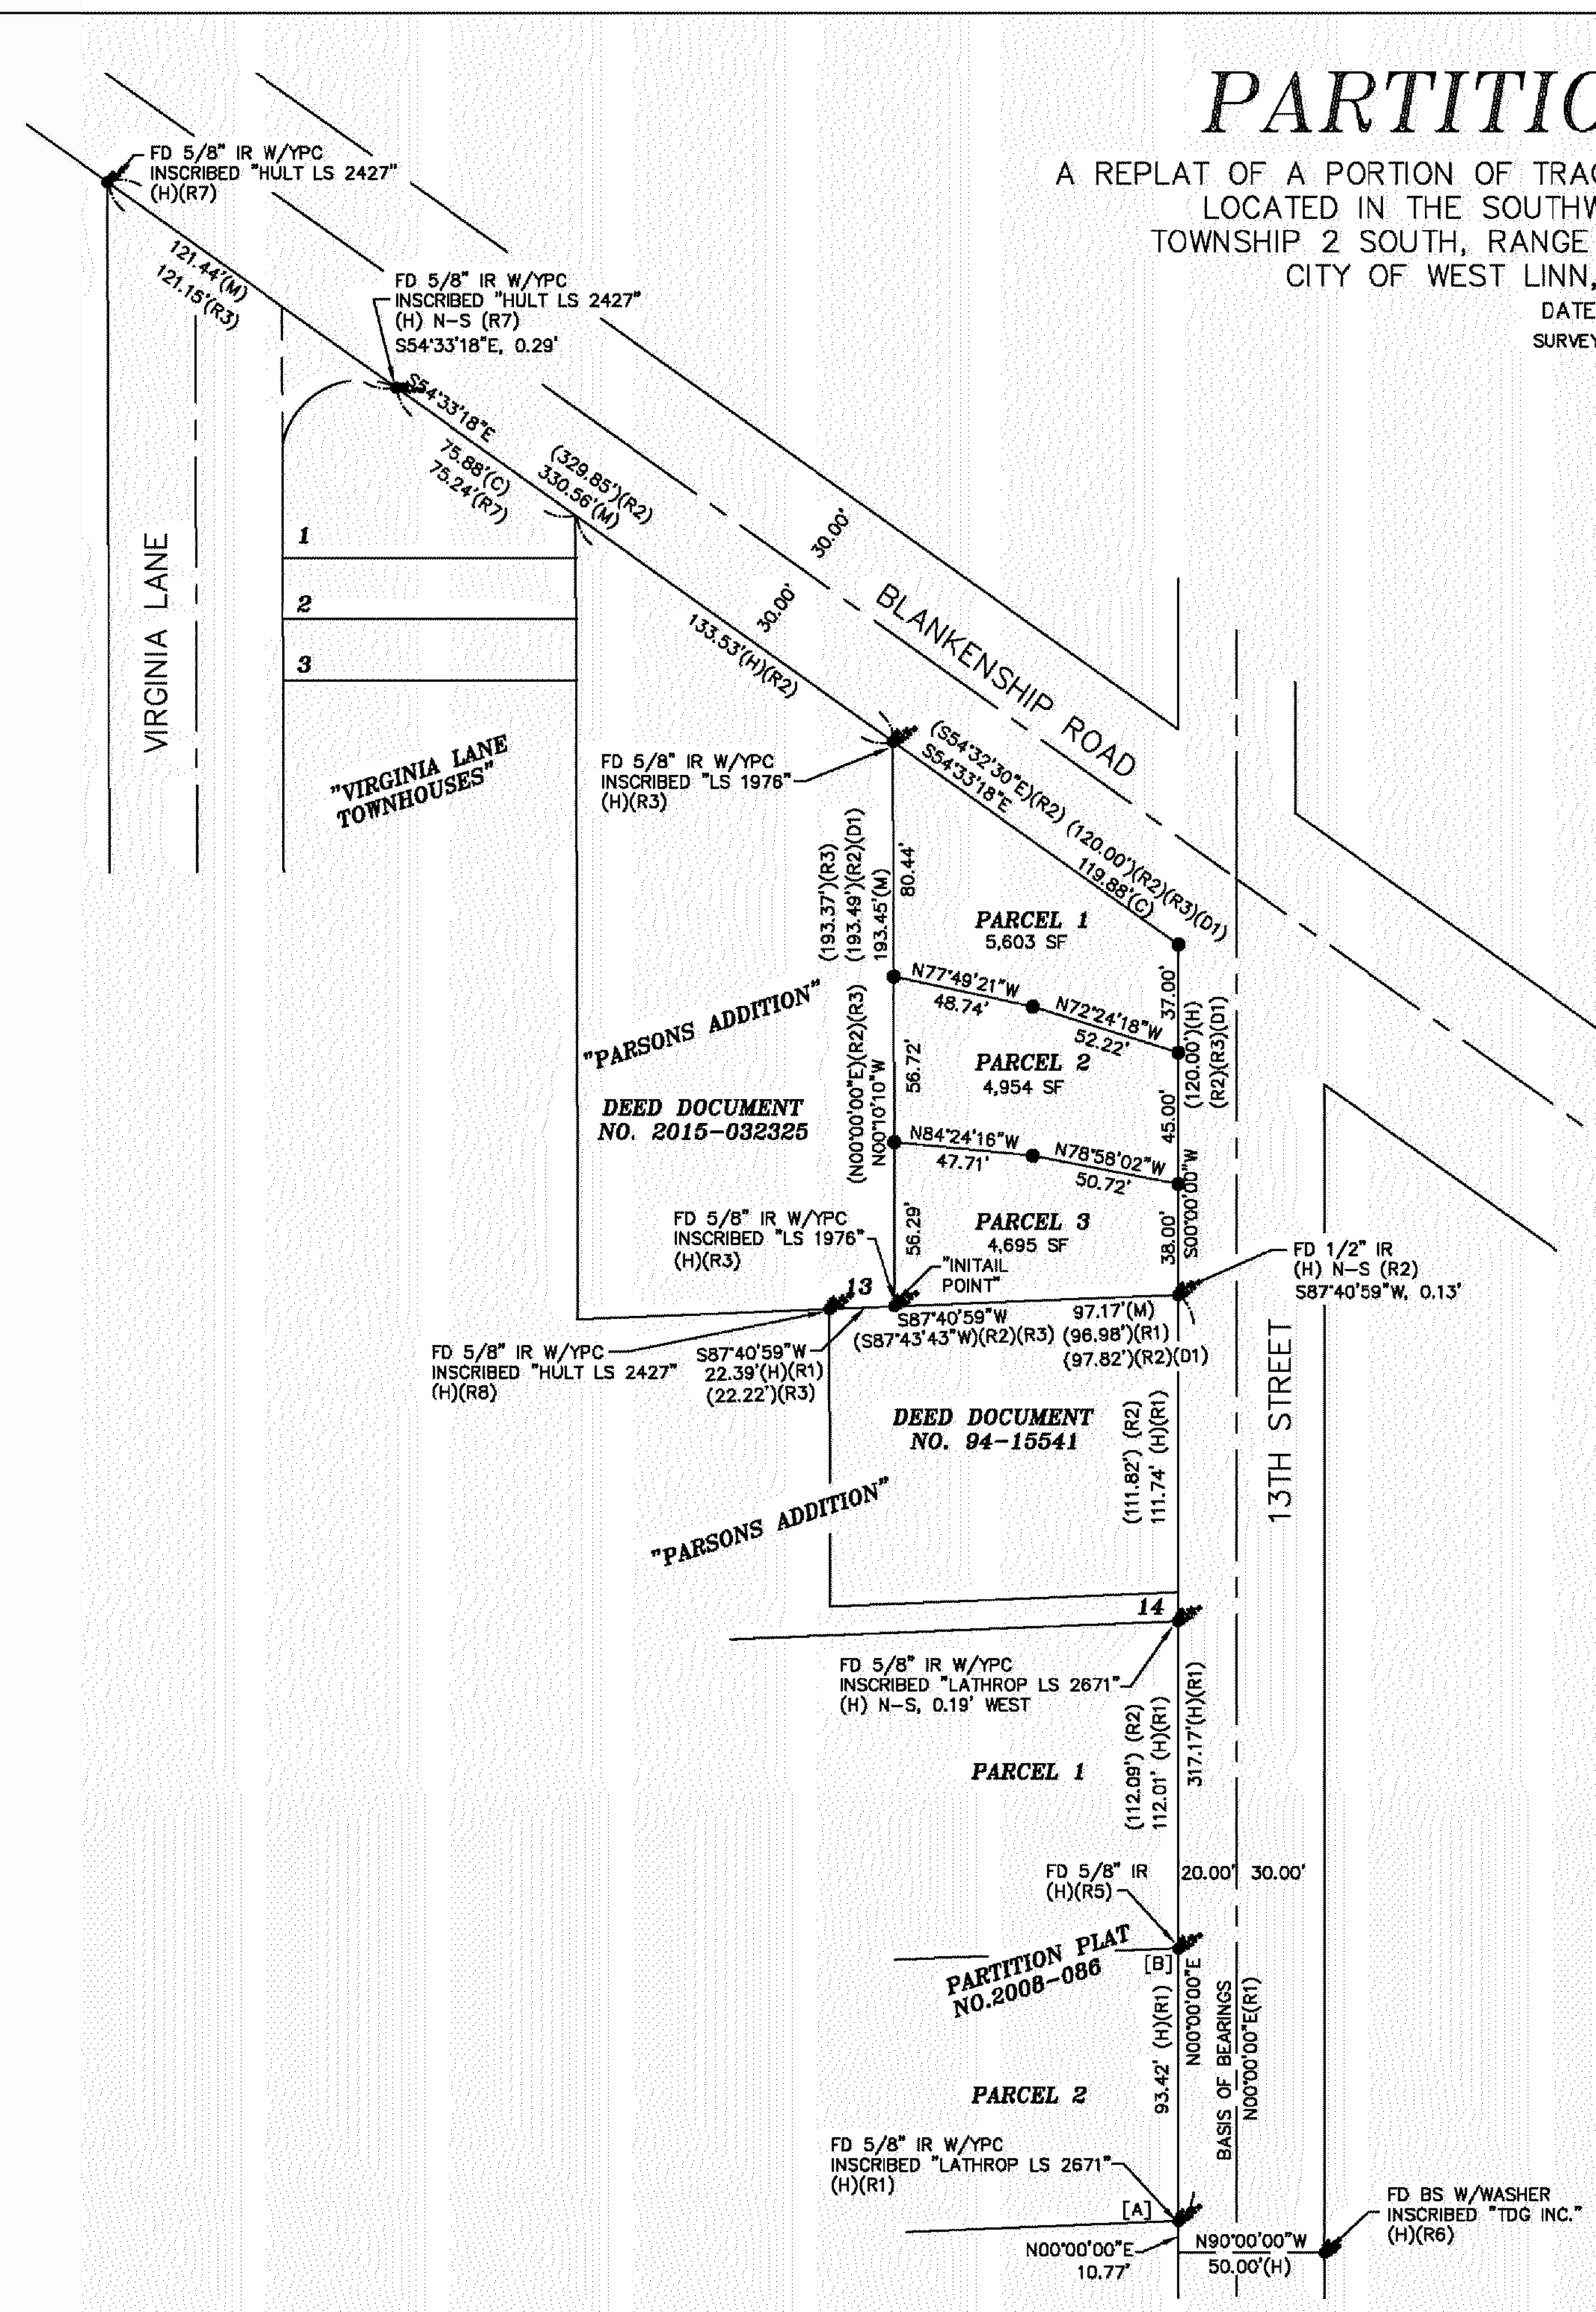 PARTITIO
A REPLAT OF A PORTION OF TRAC
LOCATED IN THE SOUTHW
TOWNSHIP 2 SOUTH, RANGE
CITY OF WEST LINN,
DATE
SURVEY
FD 5/8" IR W/YPC
INSCRIBED "HULT LS 2427"
(H)(R7)
121.44'(M)
121.15'(R3)
FD 5/8" IR W/YPC
INSCRIBED "HULT LS 2427"
(H) N-S (R7)
S54°33'18"E, 0.29'
S54°33'18"E
75.88'(C)
75.24'(R7)
(329.85')(R2)
330.56'(M)
30.00'
30.00'
133.53'(H)(R2)
BLANKENSHIP ROAD
VIRGINIA LANE
1
2
3
"VIRGINIA LANE
TOWNHOUSES"
FD 5/8" IR W/YPC
INSCRIBED "LS 1976"
(H)(R3)
(S54°32'30"E)(R2) (120.00')(R2)(R3)(D1)
S54°33'18"E
119.88'(C)
(193.37')(R3)
(193.49')(R2)(D1)
193.45'(M)
80.44'
PARCEL 1
5,603 SF
N77°49'21"W
48.74'
N72°24'18"W
52.22'
37.00'
(120.00')(H)
(R2)(R3)(D1)
"PARSONS ADDITION"
(N00°00'00"E)(R2)(R3)
N00°10'10"W
56.72'
PARCEL 2
4,954 SF
45.00'
DEED DOCUMENT
NO. 2015-032325
N84°24'16"W
47.71'
N78°58'02"W
50.72'
S00°00'00"W
FD 5/8" IR W/YPC
INSCRIBED "LS 1976"
(H)(R3)
56.29'
PARCEL 3
4,695 SF
38.00'
"INITAIL
POINT"
FD 1/2" IR
(H) N-S (R2)
S87°40'59"W, 0.13'
13
S87°40'59"W
97.17'(M)
(S87°43'43"W)(R2)(R3) (96.98')(R1)
(97.82')(R2)(D1)
FD 5/8" IR W/YPC
INSCRIBED "HULT LS 2427"
(H)(R8)
S87°40'59"W
22.39'(H)(R1)
(22.22')(R3)
DEED DOCUMENT
NO. 94-15541
(111.82') (R2)
111.74' (H)(R1)
13TH STREET
"PARSONS ADDITION"
14
FD 5/8" IR W/YPC
INSCRIBED "LATHROP LS 2671"
(H) N-S, 0.19' WEST
PARCEL 1
(112.09') (R2)
112.01' (H)(R1)
317.17'(H)(R1)
FD 5/8" IR
(H)(R5)
20.00'
30.00'
PARTITION PLAT
NO.2008-086
[B]
93.42' (H)(R1)
N00°00'00"E
BASIS OF BEARINGS
N00°00'00"E(R1)
PARCEL 2
FD 5/8" IR W/YPC
INSCRIBED "LATHROP LS 2671"
(H)(R1)
[A]
N00°00'00"E
10.77'
N90°00'00"W
50.00'(H)
FD BS W/WASHER
INSCRIBED "TDG INC."
(H)(R6)